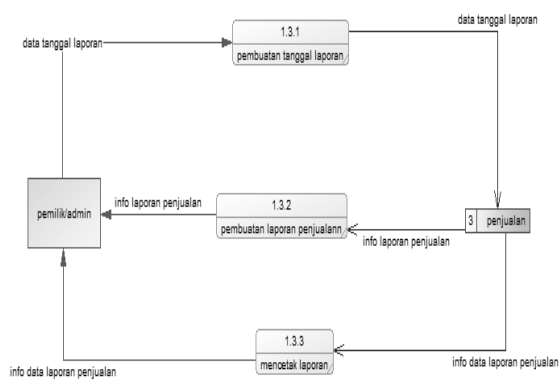 data tanggal laporan
data tanggal laporan
1.3.1
pembuatan tanggal laporan
pemilik/admin
info laporan penjualan
1.3.2
pembuatan laporan penjualann
info laporan penjualan
3 penjualan
1.3.3
mencetak laporan
info data laporan penjualan
info data laporan penjualan